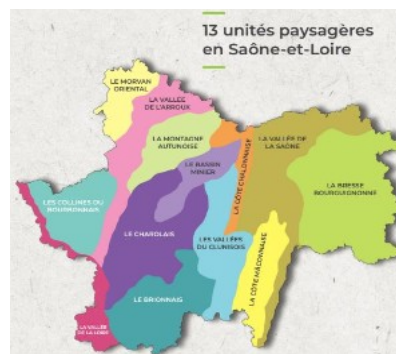 13 unités paysagères
en Saône-et-Loire
LE MORVAN
ORIENTAL
LA VALLÉE
DE L'ARROUX
LA MONTAGNE
AUTUNOISE
LA VALLÉE DE
LA SAÔNE
LE BASSIN
MINIER
LA CÔTE CHALONNAISE
LA BRESSE
BOURGUIGNONNE
LES COLLINES DU
BOURBONNAIS
LE CHAROLAIS
LES VALLÉES
DU CLUNISOIS
LA CÔTE MÂCONNAISE
LE BRIONNAIS
LA VALLÉE
DE LA LOIRE